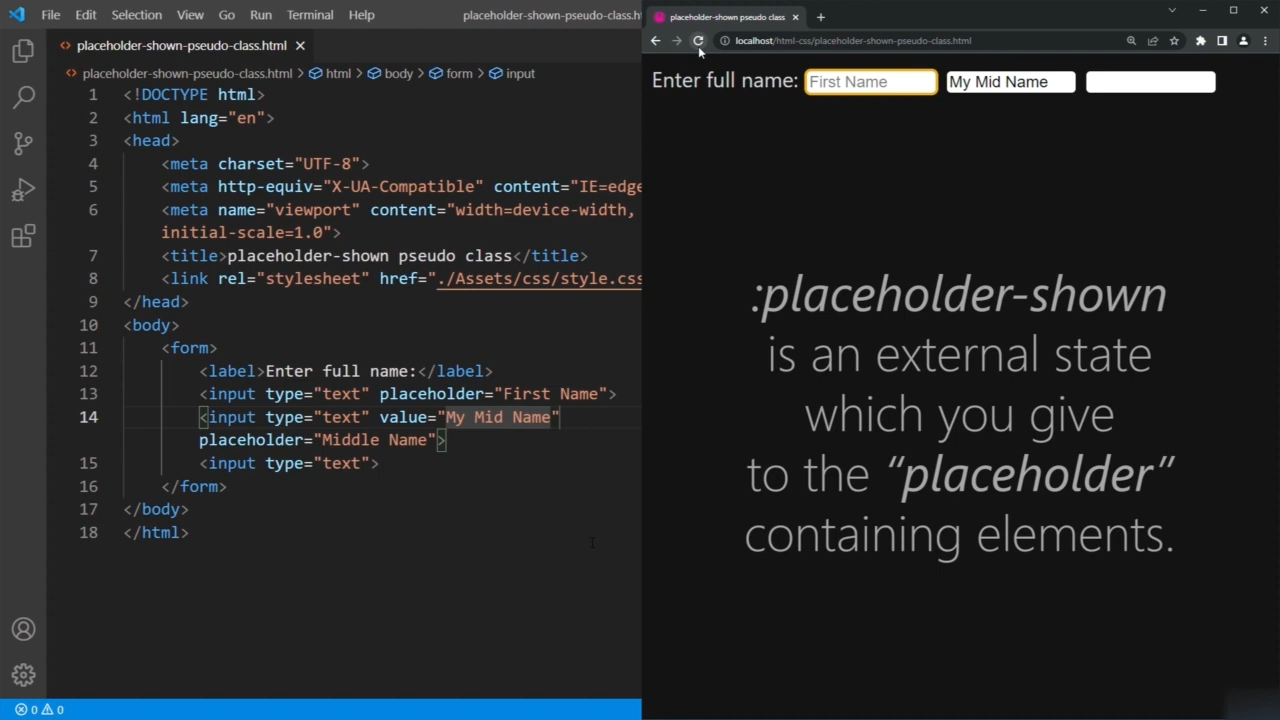 File Edit Selection View Go Run Terminal Help placeholder-shown-pseudo-class.ht
placeholder-shown-pseudo-class.html
placeholder-shown-pseudo-class.html > html > body > form > input
1 <!DOCTYPE html>
2 <html lang="en">
3 <head>
4 <meta charset="UTF-8">
5 <meta http-equiv="X-UA-Compatible" content="IE=edge
6 <meta name="viewport" content="width=device-width,
initial-scale=1.0">
7 <title>placeholder-shown pseudo class</title>
8 <link rel="stylesheet" href="./Assets/css/style.css
9 </head>
10 <body>
11 <form>
12 <label>Enter full name:</label>
13 <input type="text" placeholder="First Name">
14 <input type="text" value="My Mid Name"
placeholder="Middle Name">
15 <input type="text">
16 </form>
17 </body>
18 </html>
0 0
placeholder-shown pseudo class
localhost/html-css/placeholder-shown-pseudo-class.html
Enter full name: First Name My Mid Name
:placeholder-shown
is an external state
which you give
to the “placeholder”
containing elements.